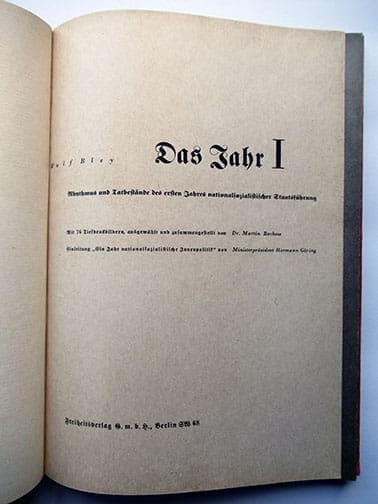 Wulf Bley
Das Jahr I
Rhythmus und Tatbestände des ersten Jahres nationalsozialistischer Staatsführung
Mit 76 Tiefdruckbildern, ausgewählt und zusammengestellt von Dr. Martin
Einleitung „Ein Jahr nationalsozialistische Innenpolitik“ von Ministerpräsident Hermann Göring
Freiheitsverlag G. m. b. H., Berlin SW 68